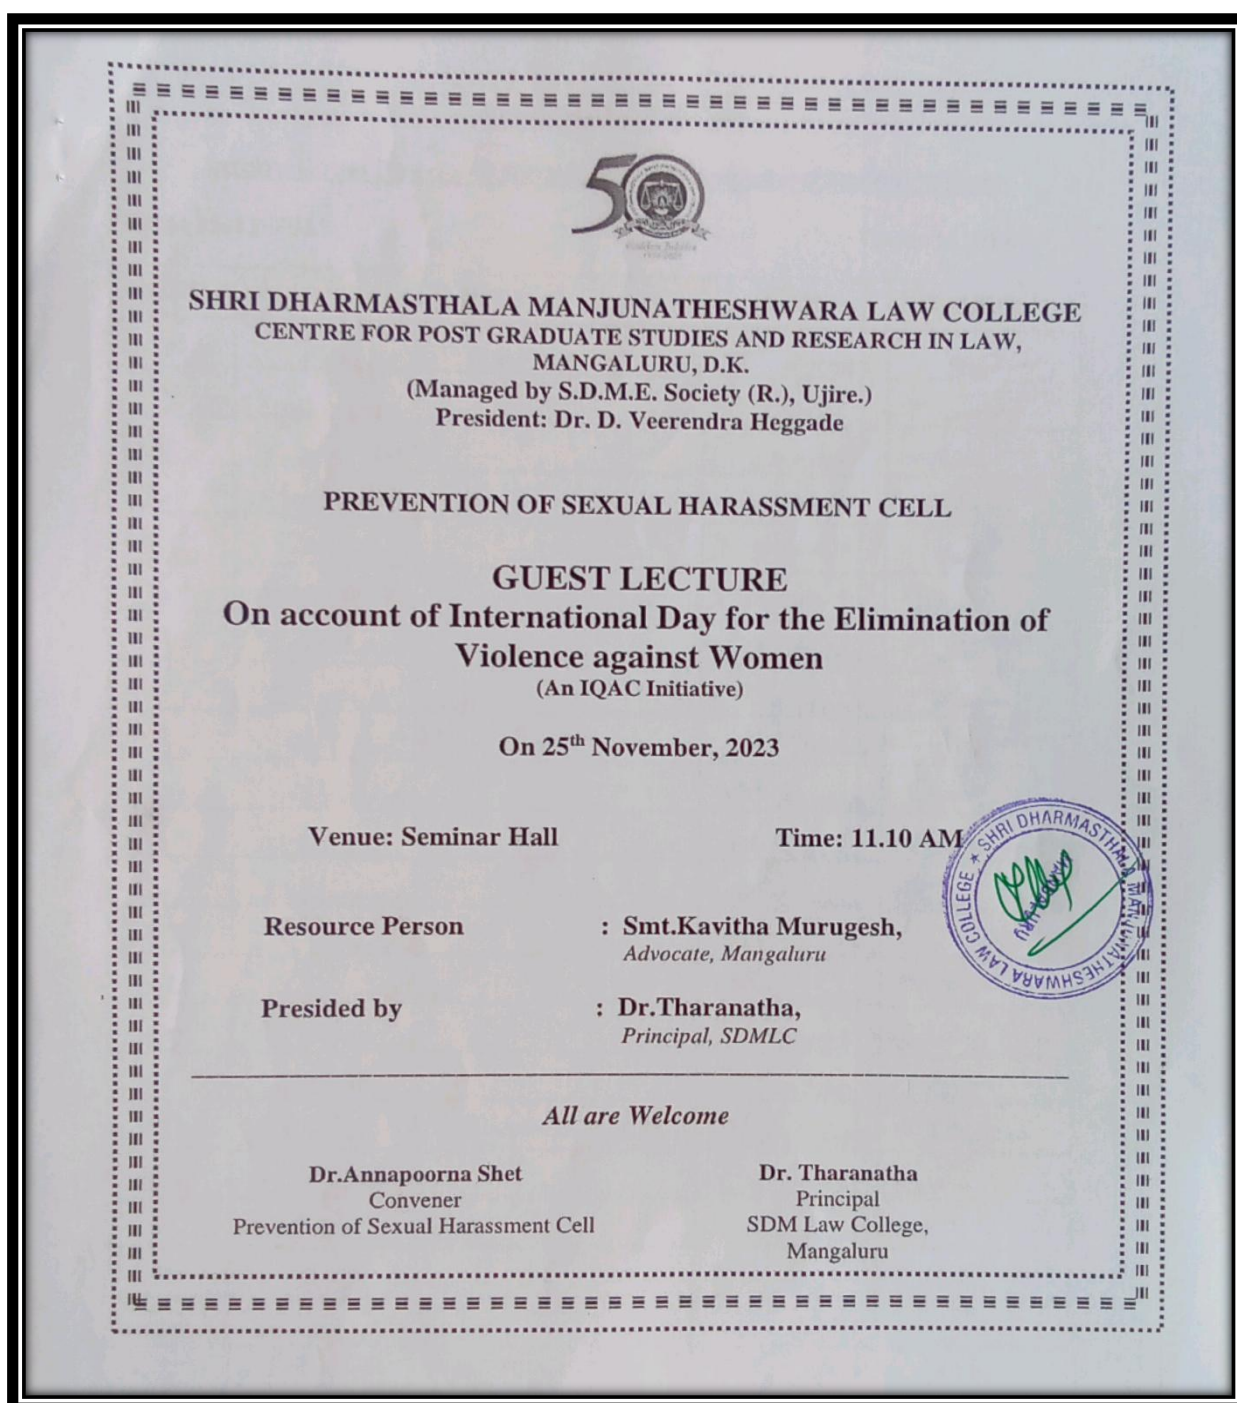 50
Golden Jubilee
SHRI DHARMASTHALA MANJUNATHESHWARA LAW COLLEGE
CENTRE FOR POST GRADUATE STUDIES AND RESEARCH IN LAW,
MANGALURU, D.K.
(Managed by S.D.M.E. Society (R.), Ujire.)
President: Dr. D. Veerendra Heggade
PREVENTION OF SEXUAL HARASSMENT CELL
GUEST LECTURE
On account of International Day for the Elimination of
Violence against Women
(An IQAC Initiative)
On 25th November, 2023
Venue: Seminar Hall Time: 11.10 AM
SHRI DHARMASTHALA MANJUNATHESHWARA LAW COLLEGE ★
MANGALURU
Resource Person : Smt.Kavitha Murugesh,
Advocate, Mangaluru
Presided by : Dr.Tharanatha,
Principal, SDMLC
All are Welcome
Dr.Annapoorna Shet Dr. Tharanatha
Convener Principal
Prevention of Sexual Harassment Cell SDM Law College,
Mangaluru